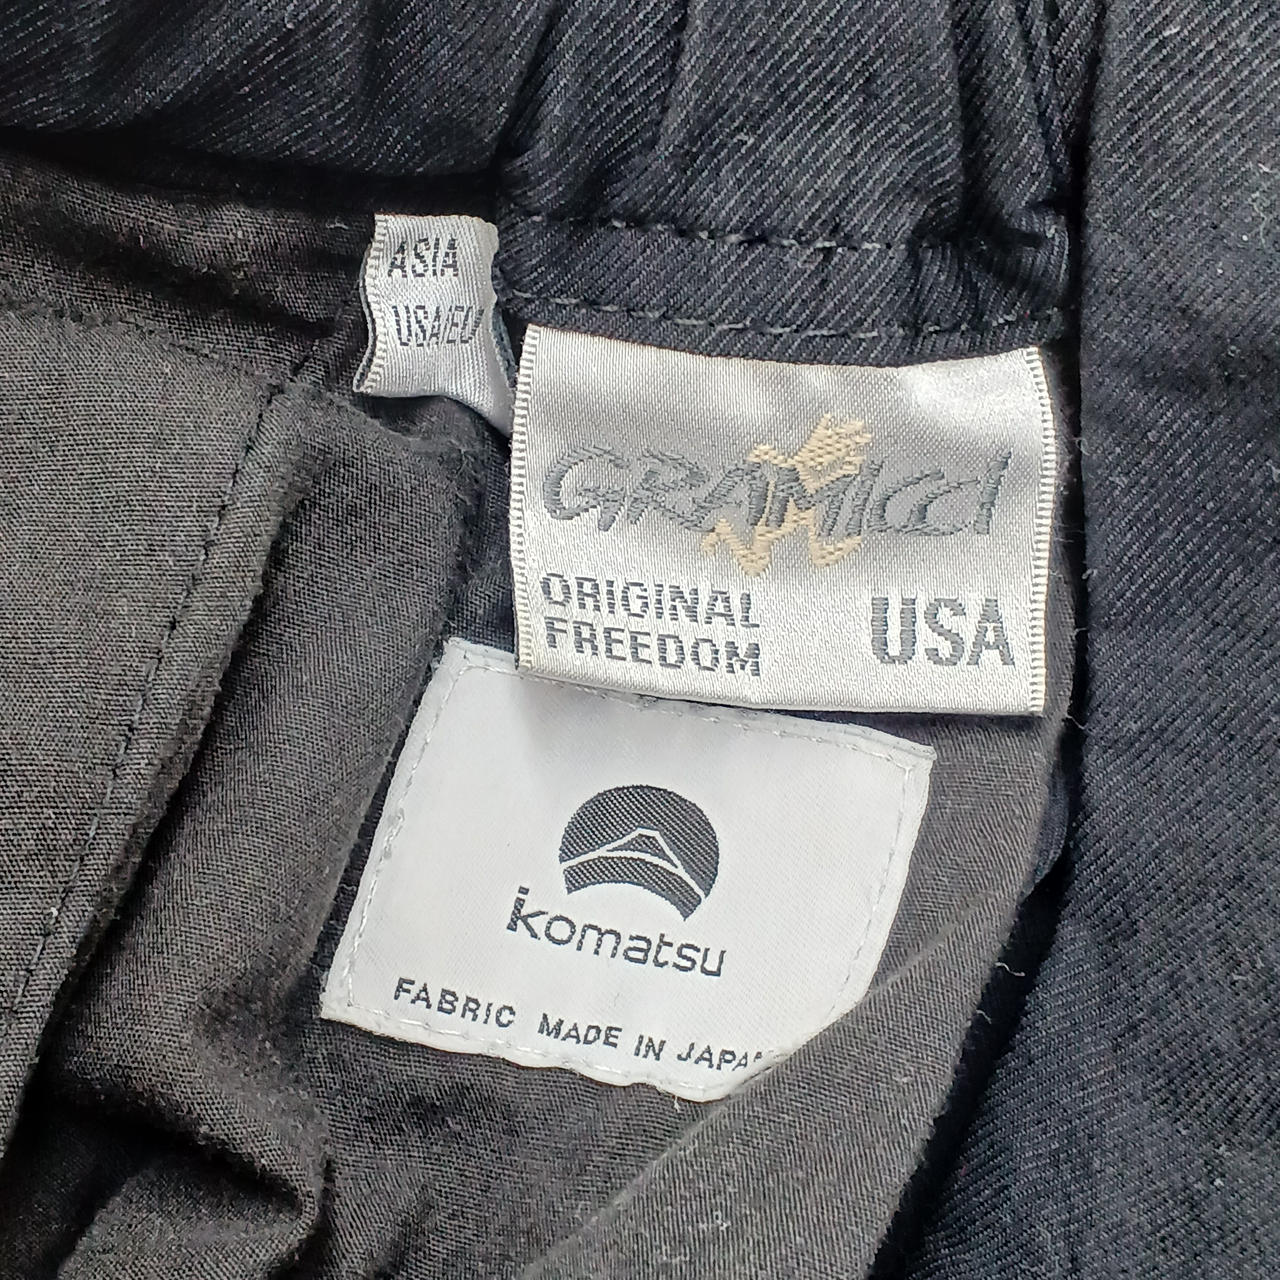 ASIA
USA/EU
GRAMICCI
ORIGINAL
FREEDOM
USA
komatsu
FABRIC MADE IN JAPAN